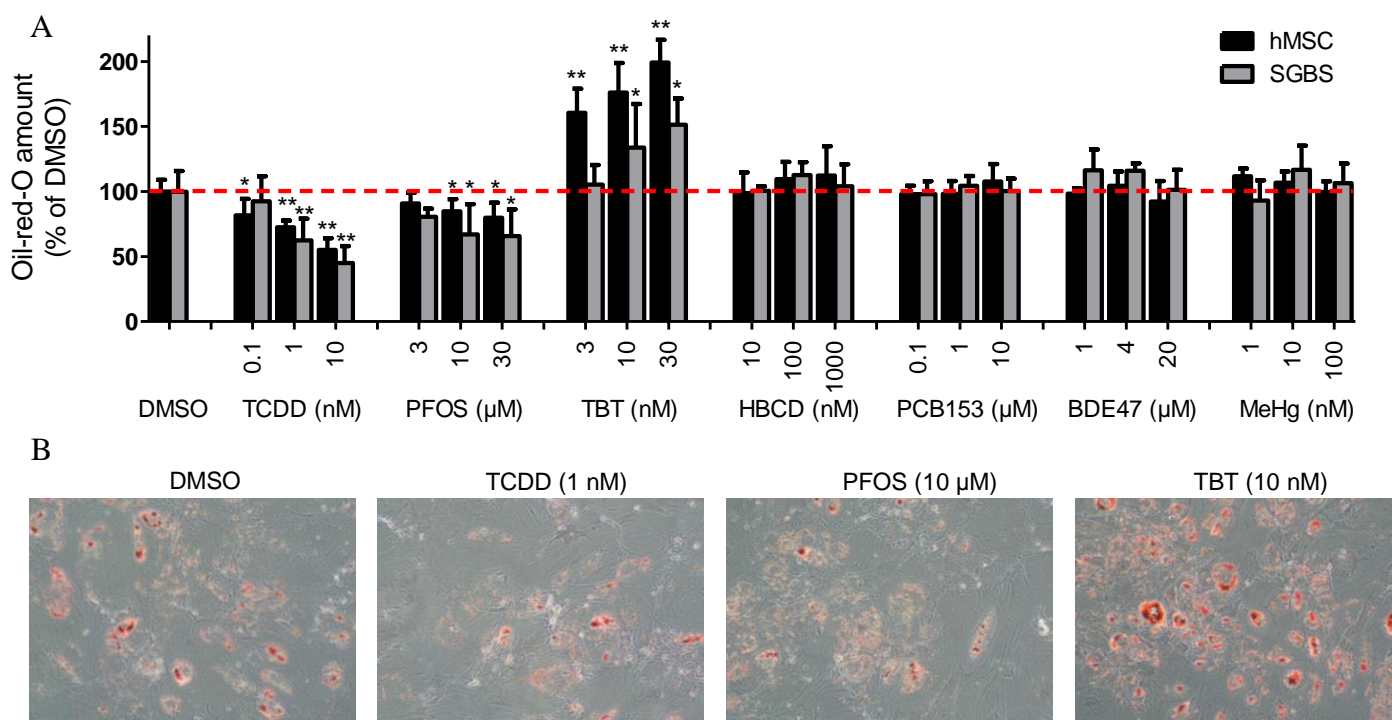 A
hMSC
SGBS
Oil-red-O amount
(% of DMSO)
200
150
100
50
0
* ** ** ** ** * * * * ** ** * ** *
0.1 1 10 3 10 30 3 10 30 10 100 1000 0.1 1 10 1 4 20 1 10 100
DMSO TCDD (nM) PFOS (µM) TBT (nM) HBCD (nM) PCB153 (µM) BDE47 (µM) MeHg (nM)
B
DMSO TCDD (1 nM) PFOS (10 µM) TBT (10 nM)